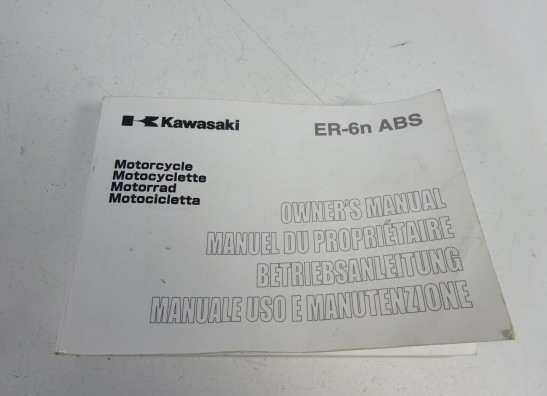 Kawasaki
ER-6n ABS
Motorcycle
Motocyclette
Motorrad
Motocicletta
OWNER'S MANUAL
MANUEL DU PROPRIÉTAIRE
BETRIEBSANLEITUNG
MANUALE USO E MANUTENZIONE